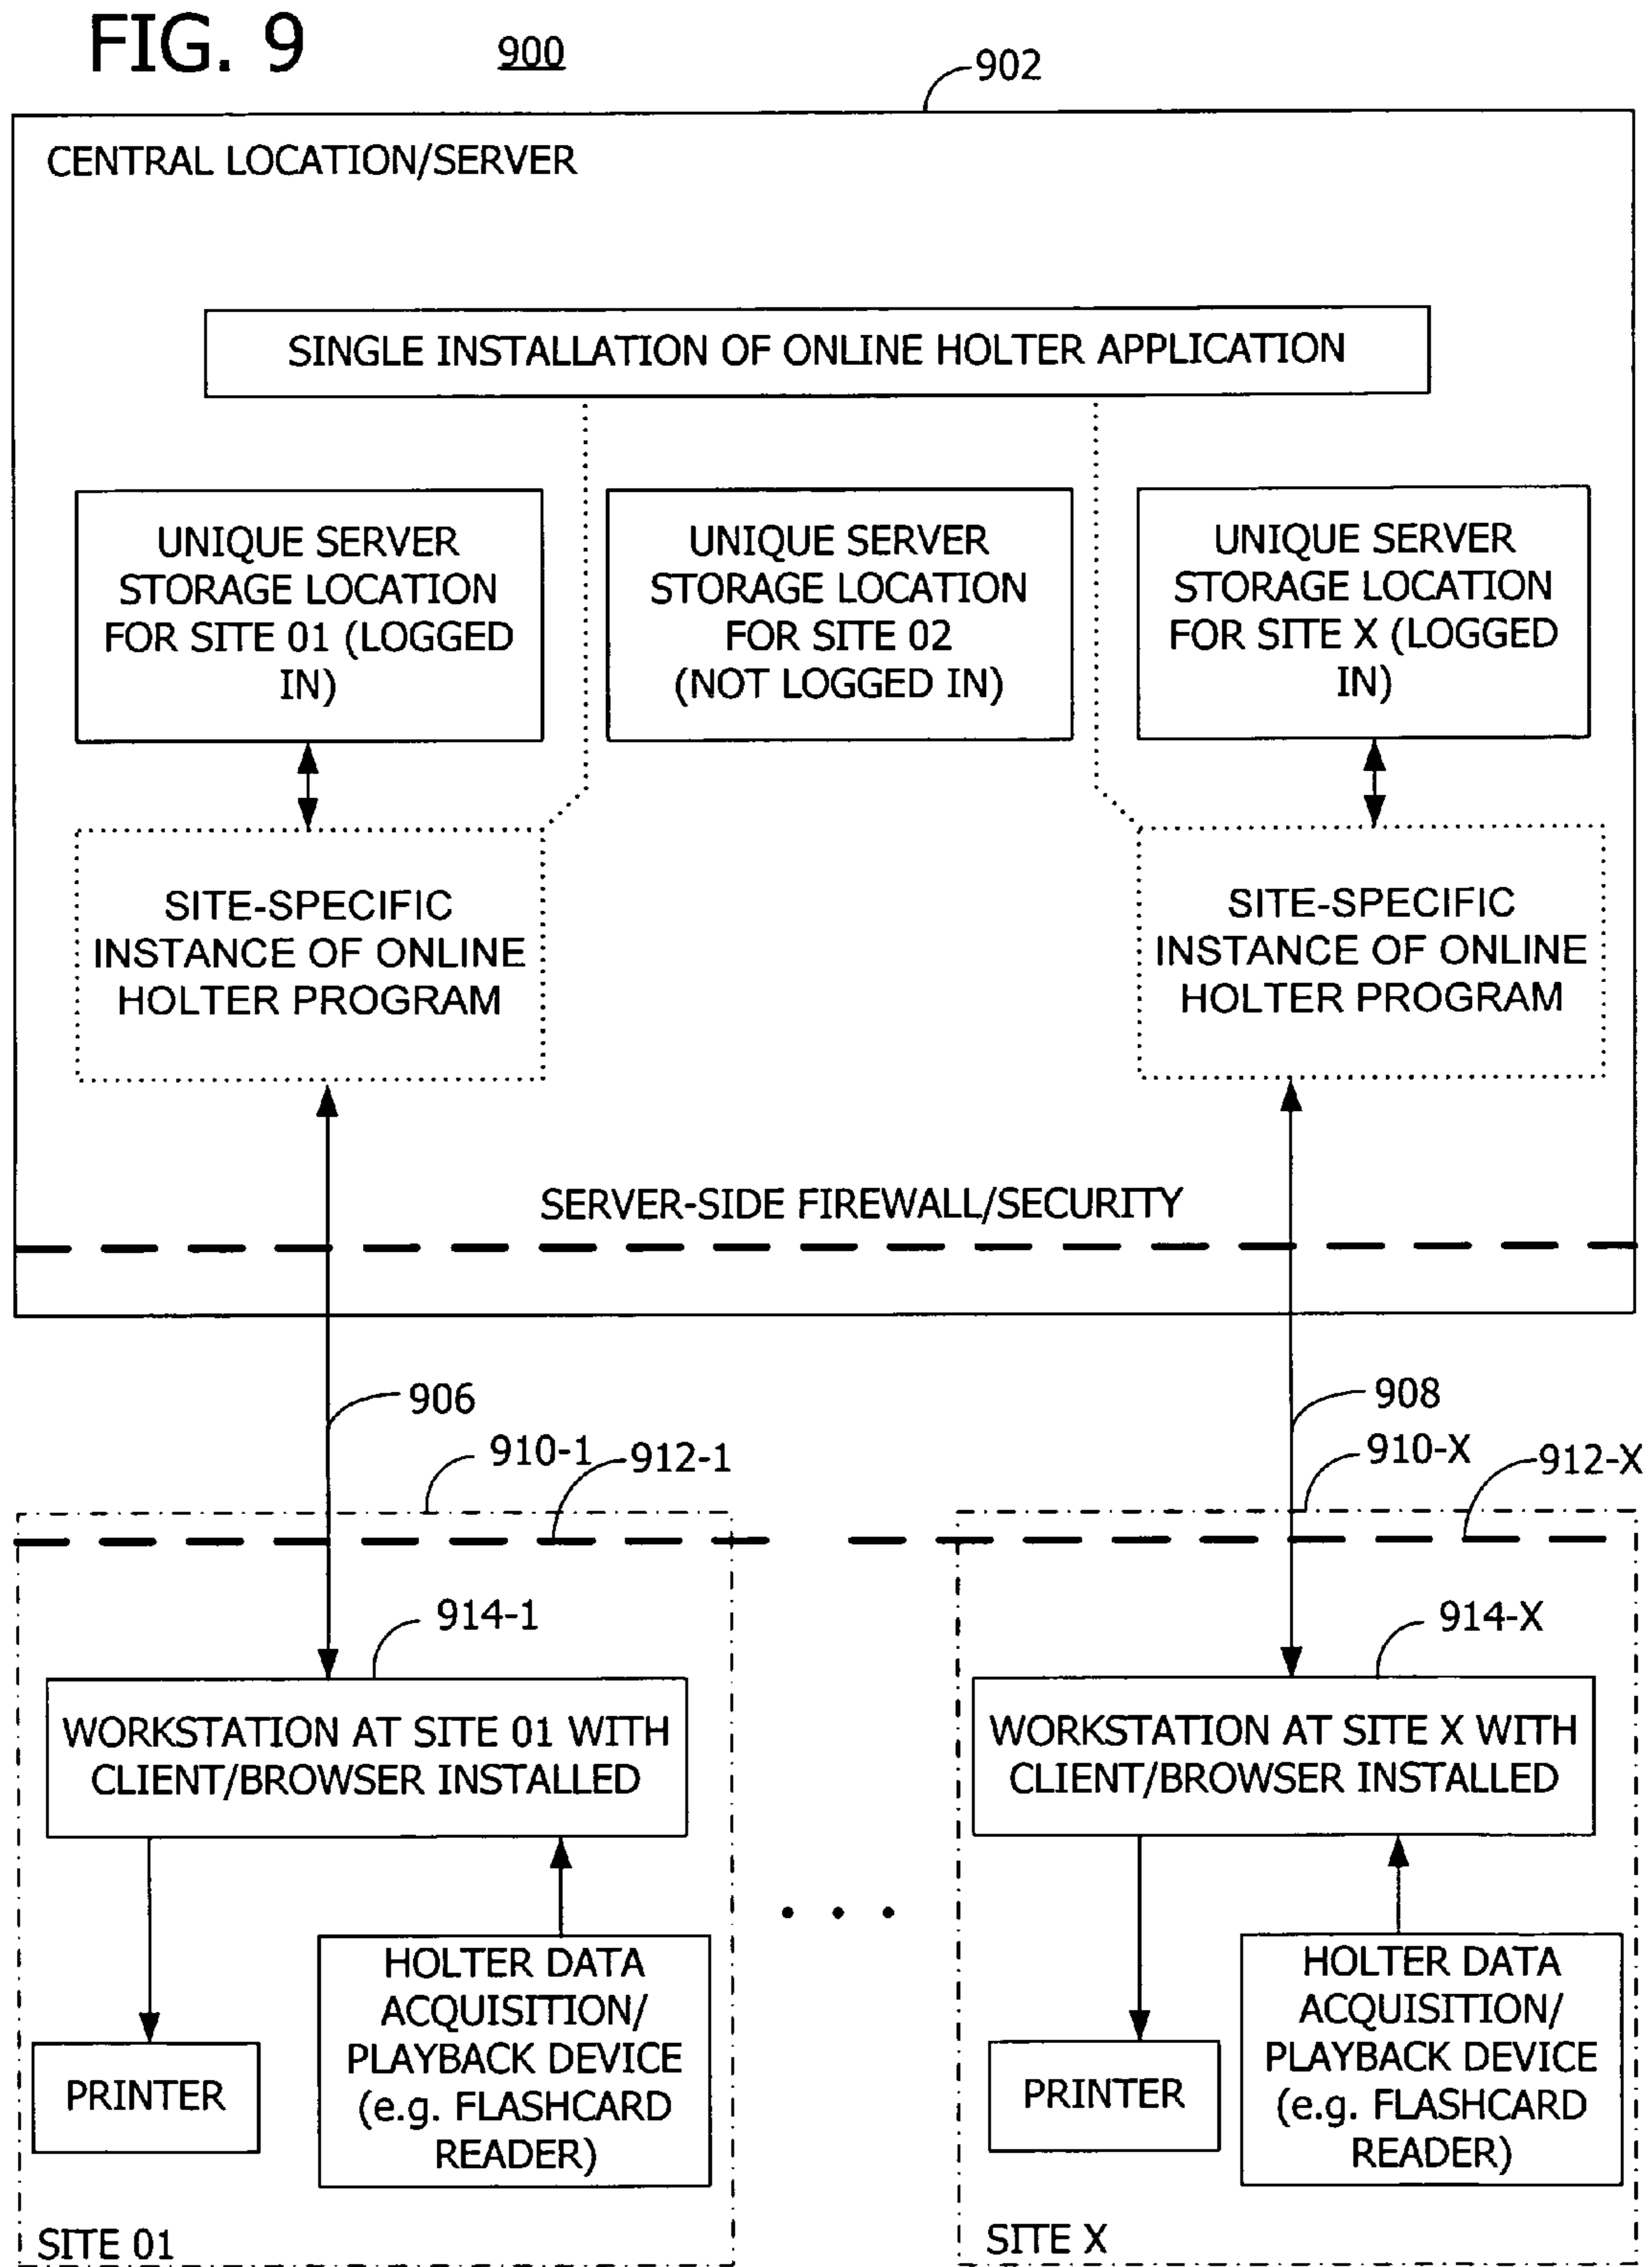 FIG. 9
900
902
CENTRAL LOCATION/SERVER
SINGLE INSTALLATION OF ONLINE HOLTER APPLICATION
UNIQUE SERVER
STORAGE LOCATION
FOR SITE 01 (LOGGED
IN)
UNIQUE SERVER
STORAGE LOCATION
FOR SITE 02
(NOT LOGGED IN)
UNIQUE SERVER
STORAGE LOCATION
FOR SITE X (LOGGED
IN)
SITE-SPECIFIC
INSTANCE OF ONLINE
HOLTER PROGRAM
SITE-SPECIFIC
INSTANCE OF ONLINE
HOLTER PROGRAM
SERVER-SIDE FIREWALL/SECURITY
906
908
910-1
912-1
910-X
912-X
914-1
914-X
WORKSTATION AT SITE 01 WITH
CLIENT/BROWSER INSTALLED
WORKSTATION AT SITE X WITH
CLIENT/BROWSER INSTALLED
PRINTER
HOLTER DATA
ACQUISITION/
PLAYBACK DEVICE
(e.g. FLASHCARD
READER)
PRINTER
HOLTER DATA
ACQUISITION/
PLAYBACK DEVICE
(e.g. FLASHCARD
READER)
SITE 01
SITE X